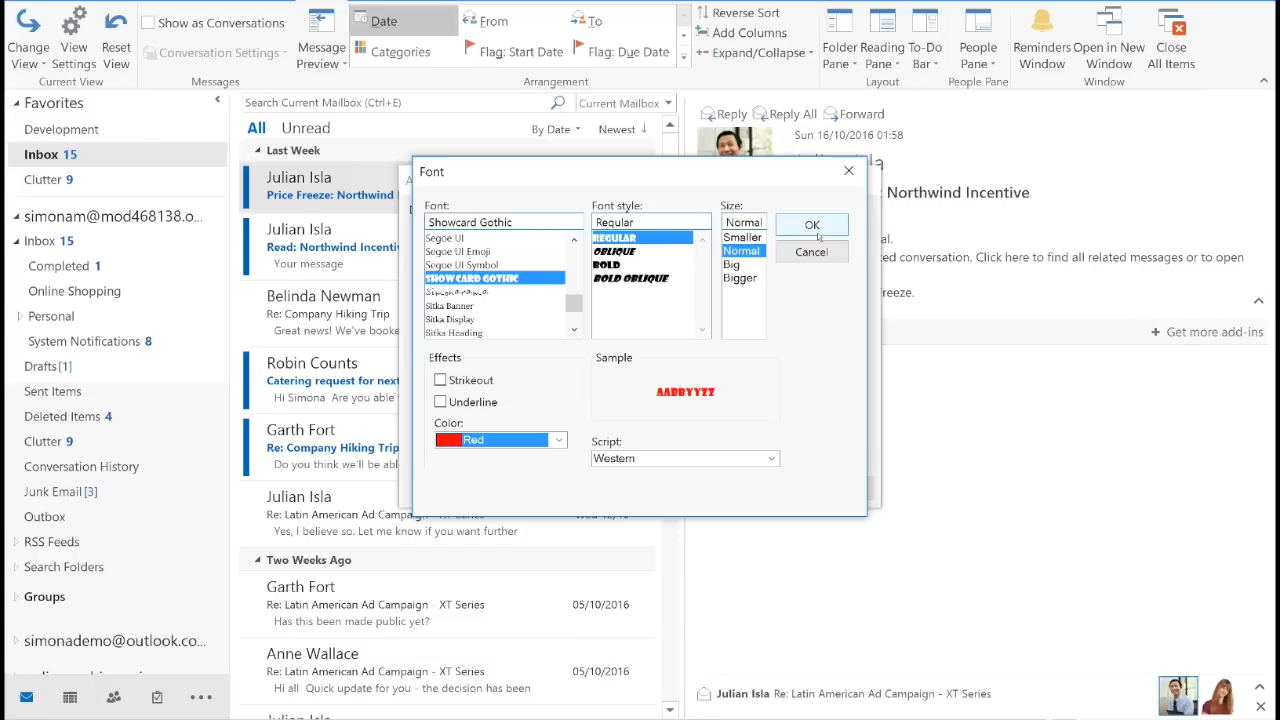 Change
View
View
Settings
Reset
View
Current View
Show as Conversations
Conversation Settings
Messages
Message
Preview
Date
From
To
Categories
Flag: Start Date
Flag: Due Date
Arrangement
Reverse Sort
Add Columns
Expand/Collapse
Folder
Pane
Reading
Pane
To-Do
Bar
Layout
People
Pane
People Pane
Reminders
Window
Open in New
Window
Close
All Items
Window
Favorites
Development
Inbox 15
Clutter 9
simonam@mod468138.o...
Inbox 15
Completed 1
Online Shopping
Personal
System Notifications 8
Drafts [1]
Sent Items
Deleted Items 4
Clutter 9
Conversation History
Junk Email [3]
Outbox
RSS Feeds
Search Folders
Groups
simonademo@outlook.co...
Search Current Mailbox (Ctrl+E)
Current Mailbox
All Unread
By Date Newest
Last Week
Julian Isla
Price Freeze: Northwind
Julian Isla
Read: Northwind Incentiv
Your message
Belinda Newman
Re: Company Hiking Trip
Great news! We've booke
Robin Counts
Catering request for next
Hi Simona Are you able
Garth Fort
Re: Company Hiking Trip
Do you think we'll be abl
Julian Isla
Re: Latin American Ad Campaign - XT Series
Yes, I believe so. Let me know if you want further
Two Weeks Ago
Garth Fort
Re: Latin American Ad Campaign - XT Series 05/10/2016
Has this been made public yet?
Anne Wallace
Re: Latin American Ad Campaign - XT Series 05/10/2016
Hi all Quick update for you - the decision has been
Reply Reply All Forward
Sun 16/10/2016 01:58
Northwind Incentive
al.
ted conversation. Click here to find all related messages or to open
eeze.
Get more add-ins
Font
Font:
Showcard Gothic
Segoe UI
Segoe UI Emoji
Segoe UI Symbol
SHOWCARD GOTHIC
Simonarama
Sitka Banner
Sitka Display
Sitka Heading
Font style:
Regular
REGULAR
OBLIQUE
BOLD
BOLD OBLIQUE
Size:
Normal
Smaller
Normal
Big
Bigger
OK
Cancel
Effects
Strikeout
Underline
Color:
Red
Sample
AABBYYZZ
Script:
Western
Julian Isla Re: Latin American Ad Campaign - XT Series